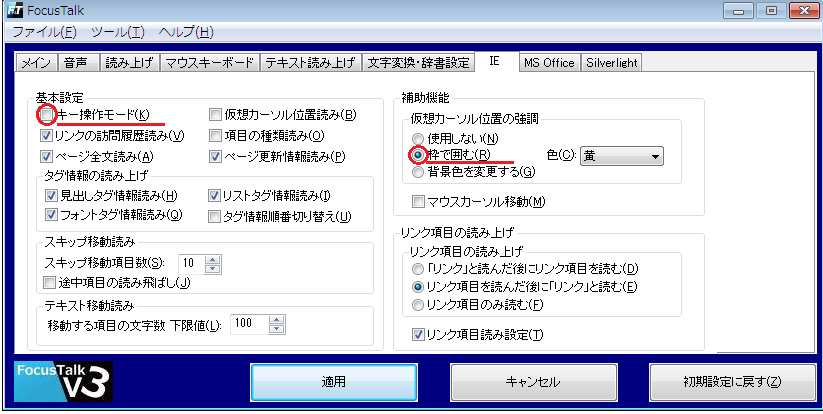 FocusTalk
ファイル(F) ツール(T) ヘルプ(H)
メイン 音声 読み上げ マウスキーボード テキスト読み上げ 文字変換・辞書設定 IE MS Office Silverlight
基本設定
キー操作モード(K) 仮想カーソル位置読み(B)
リンクの訪問履歴読み(V) 項目の種類読み(O)
ページ全文読み(A) ページ更新情報読み(P)
タグ情報の読み上げ
見出しタグ情報読み(H) リストタグ情報読み(I)
フォントタグ情報読み(Q) タグ情報順番切り替え(U)
スキップ移動読み
スキップ移動項目数(S): 10
途中項目の読み飛ばし(J)
テキスト移動読み
移動する項目の文字数 下限値(L): 100
補助機能
仮想カーソル位置の強調
使用しない(N)
枠で囲む(R) 色(C): 黄
背景色を変更する(G)
マウスカーソル移動(M)
リンク項目の読み上げ
リンク項目の読み上げ
「リンク」と読んだ後にリンク項目を読む(D)
リンク項目を読んだ後に「リンク」と読む(E)
リンク項目のみ読む(F)
リンク項目読み設定(T)
FocusTalk
V3
適用 キャンセル 初期設定に戻す(Z)